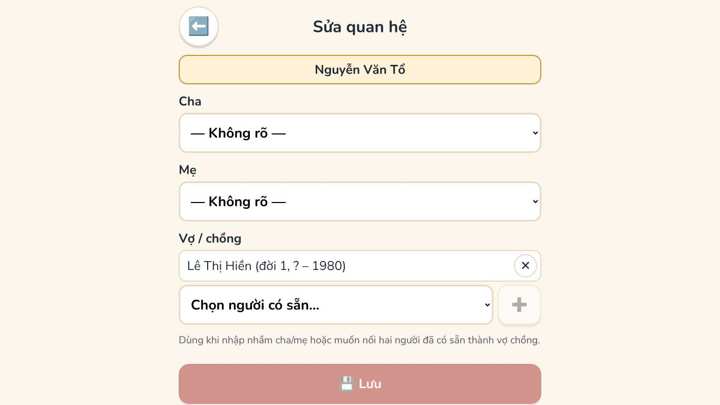 Sửa quan hệ
Nguyễn Văn Tổ
Cha
— Không rõ —
Mẹ
— Không rõ —
Vợ / chồng
Lê Thị Hiền (đời 1, ? – 1980)
Chọn người có sẵn...
Dùng khi nhập nhầm cha/mẹ hoặc muốn nối hai người đã có sẵn thành vợ chồng.
Lưu